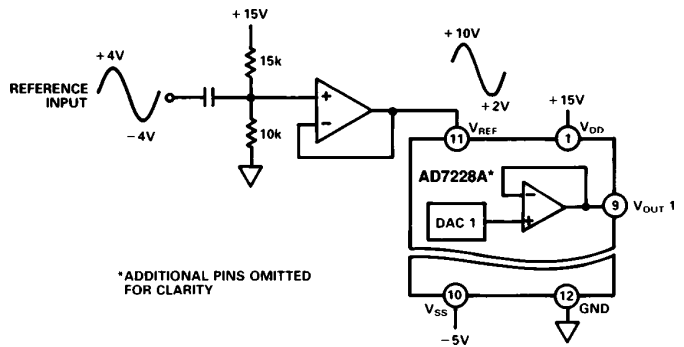 +15V
+4V
15k
+10V
REFERENCE
INPUT
+
−
−4V
10k
+2V
+15V
11
VREF
1
VDD
AD7228A*
−
+
DAC 1
9
VOUT 1
*ADDITIONAL PINS OMITTED
FOR CLARITY
10
VSS
12
GND
−5V